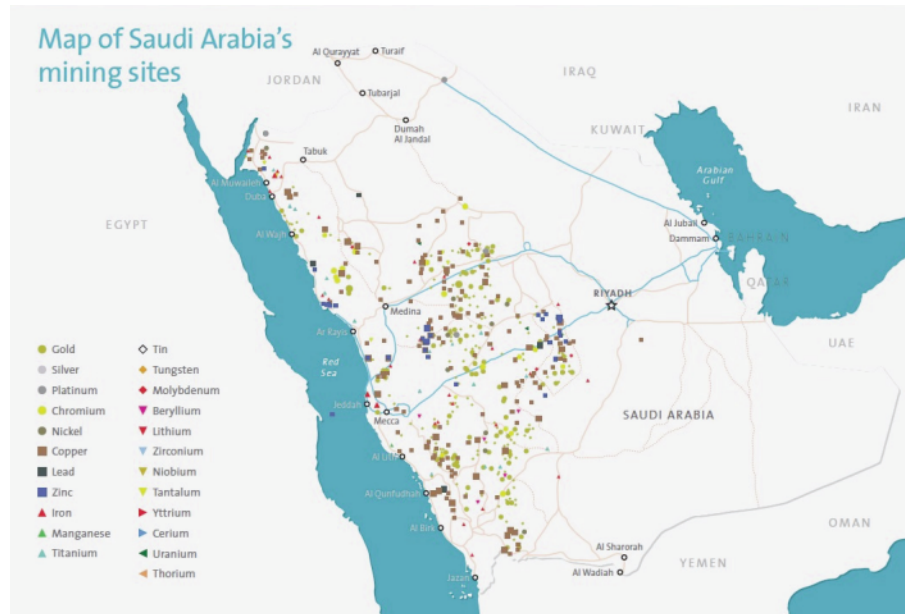 Map of Saudi Arabia's
mining sites
Al Qurayyat
Turaif
JORDAN
IRAQ
Tubarjal
IRAN
Dumah
Al Jandal
KUWAIT
Tabuk
Arabian
Gulf
Al Muwaileh
Duba
EGYPT
Al Jubail
Al Wajh
Dammam
BAHRAIN
QATAR
RIYADH
Medina
Ar Rayis
UAE
Red
Sea
Jeddah
Mecca
SAUDI ARABIA
Al Lith
Al Qunfudhah
Al Birk
OMAN
Al Sharorah
YEMEN
Al Wadiah
Jazan
Gold
Silver
Platinum
Chromium
Nickel
Copper
Lead
Zinc
Iron
Manganese
Titanium
Tin
Tungsten
Molybdenum
Beryllium
Lithium
Zirconium
Niobium
Tantalum
Yttrium
Cerium
Uranium
Thorium